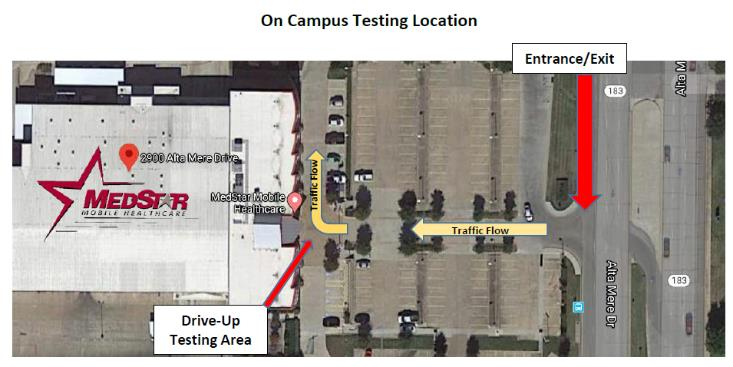 On Campus Testing Location
Entrance/Exit
183
Alta M
2900 Alta Mere Drive
MEDSTAR
MOBILE HEALTHCARE
MedStar Mobile
Healthcare
Traffic Flow
Traffic Flow
Alta Mere Dr
183
Drive-Up
Testing Area